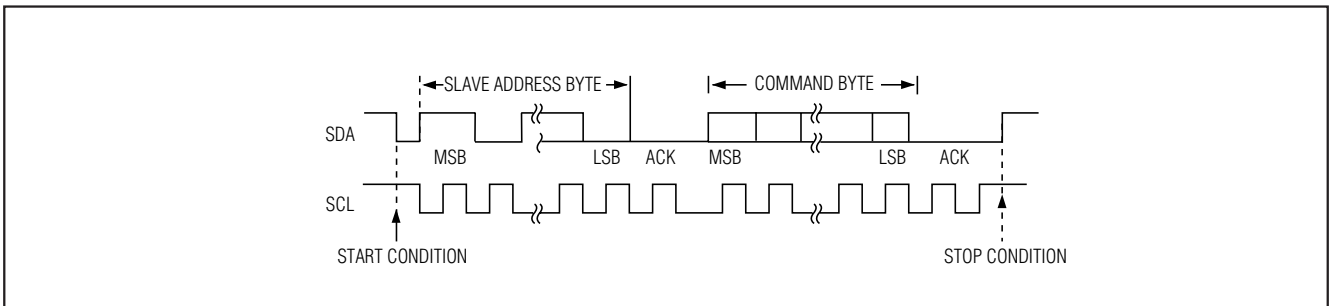 SLAVE ADDRESS BYTE COMMAND BYTE
SDA
MSB LSB ACK MSB LSB ACK
SCL
START CONDITION STOP CONDITION